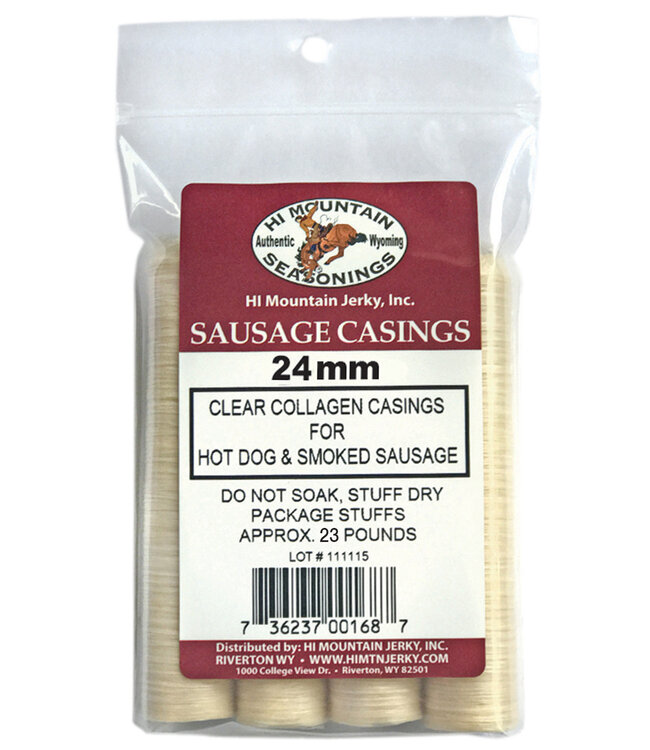 HI MOUNTAIN
Authentic Wyoming
SEASONINGS
HI Mountain Jerky, Inc.
SAUSAGE CASINGS
24mm
CLEAR COLLAGEN CASINGS
FOR
HOT DOG & SMOKED SAUSAGE
DO NOT SOAK, STUFF DRY
PACKAGE STUFFS
APPROX. 23 POUNDS
LOT # 111115
7 36237 00168 7
Distributed by: HI MOUNTAIN JERKY, INC.
RIVERTON WY • WWW.HIMTNJERKY.COM
1000 College View Dr. • Riverton, WY 82501